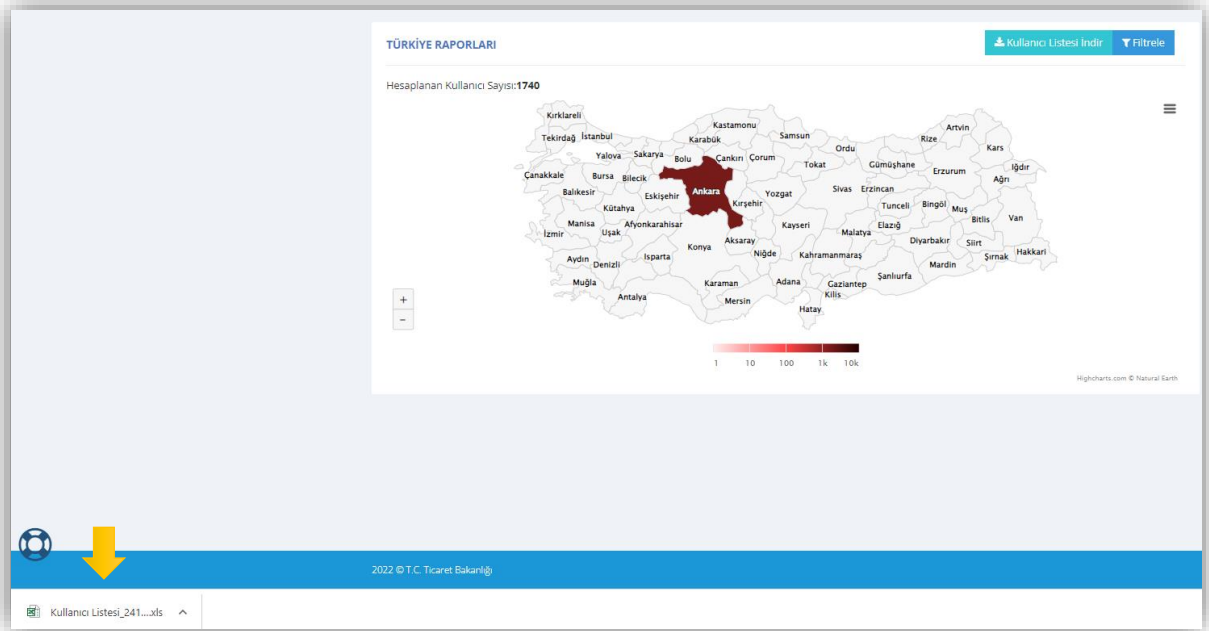 TÜRKİYE RAPORLARI
Kullanıcı Listesi İndir
Filtrele
Hesaplanan Kullanıcı Sayısı:1740
Kırklareli
Tekirdağ
İstanbul
Kastamonu
Karabük
Samsun
Ordu
Rize
Artvin
Kars
Yalova
Sakarya
Bolu
Çankırı
Çorum
Tokat
Gümüşhane
Erzurum
Iğdır
Ağrı
Çanakkale
Bursa
Bilecik
Balıkesir
Eskişehir
Ankara
Kırşehir
Yozgat
Sivas
Erzincan
Tunceli
Bingöl
Muş
Bitlis
Van
Kütahya
Manisa
Uşak
Afyonkarahisar
İzmir
Kayseri
Malatya
Elazığ
Diyarbakır
Siirt
Şırnak
Hakkari
Konya
Aksaray
Niğde
Kahramanmaraş
Mardin
Aydın
Denizli
Isparta
Muğla
Antalya
Karaman
Mersin
Adana
Gaziantep
Kilis
Şanlıurfa
Hatay
+
−
1 10 100 1k 10k
Highcharts.com © Natural Earth
2022 © T.C. Ticaret Bakanlığı
Kullanıcı Listesi_241....xls